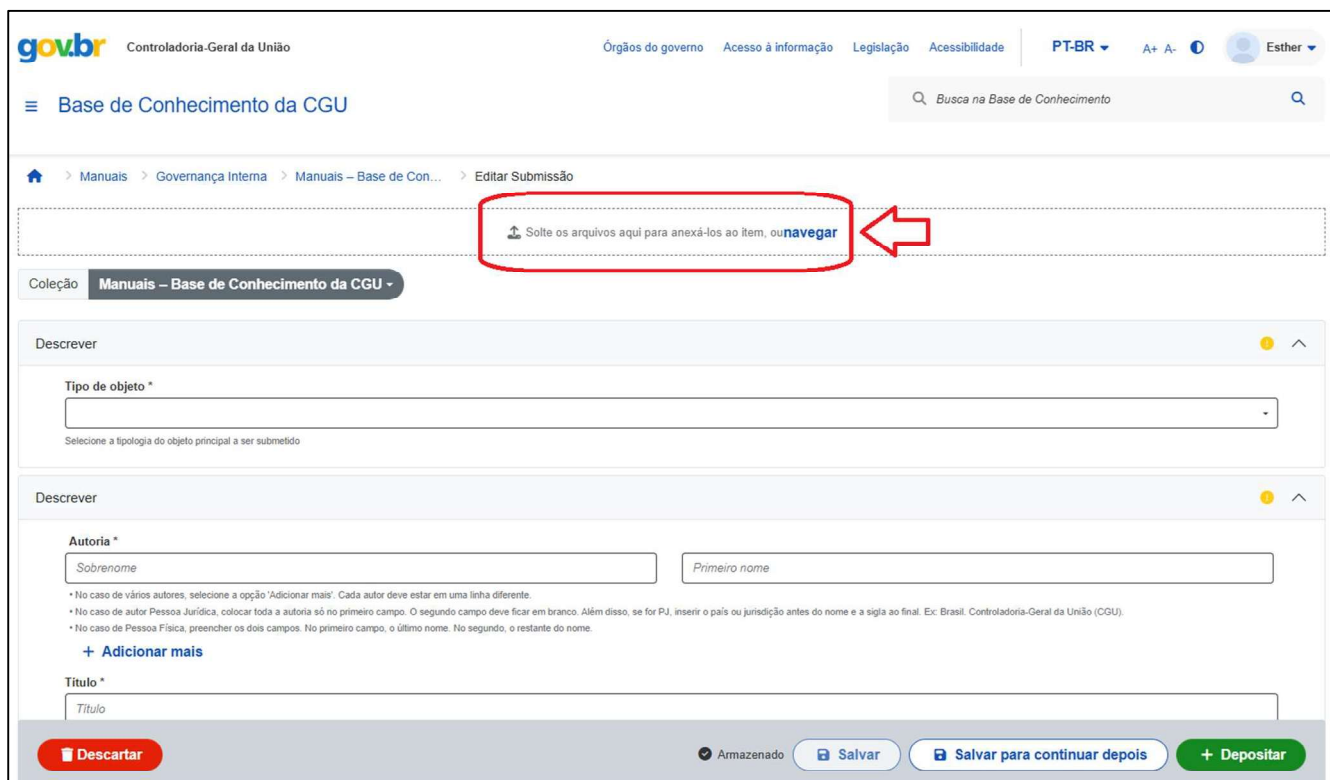 gov.br Controladoria-Geral da União Órgãos do governo Acesso à informação Legislação Acessibilidade PT-BR A+ A- Esther
Base de Conhecimento da CGU Busca na Base de Conhecimento
> Manuais > Governança Interna > Manuais – Base de Con... > Editar Submissão
Solte os arquivos aqui para anexá-los ao item, ou navegar
Coleção Manuais – Base de Conhecimento da CGU
Descrever
Tipo de objeto *
Selecione a tipologia do objeto principal a ser submetido
Descrever
Autoria *
Sobrenome Primeiro nome
• No caso de vários autores, selecione a opção 'Adicionar mais'. Cada autor deve estar em uma linha diferente.
• No caso de autor Pessoa Jurídica, colocar toda a autoria só no primeiro campo. O segundo campo deve ficar em branco. Além disso, se for PJ, inserir o país ou jurisdição antes do nome e a sigla ao final. Ex: Brasil. Controladoria-Geral da União (CGU).
• No caso de Pessoa Física, preencher os dois campos. No primeiro campo, o último nome. No segundo, o restante do nome.
+ Adicionar mais
Título *
Título
Descartar Armazenado Salvar Salvar para continuar depois + Depositar